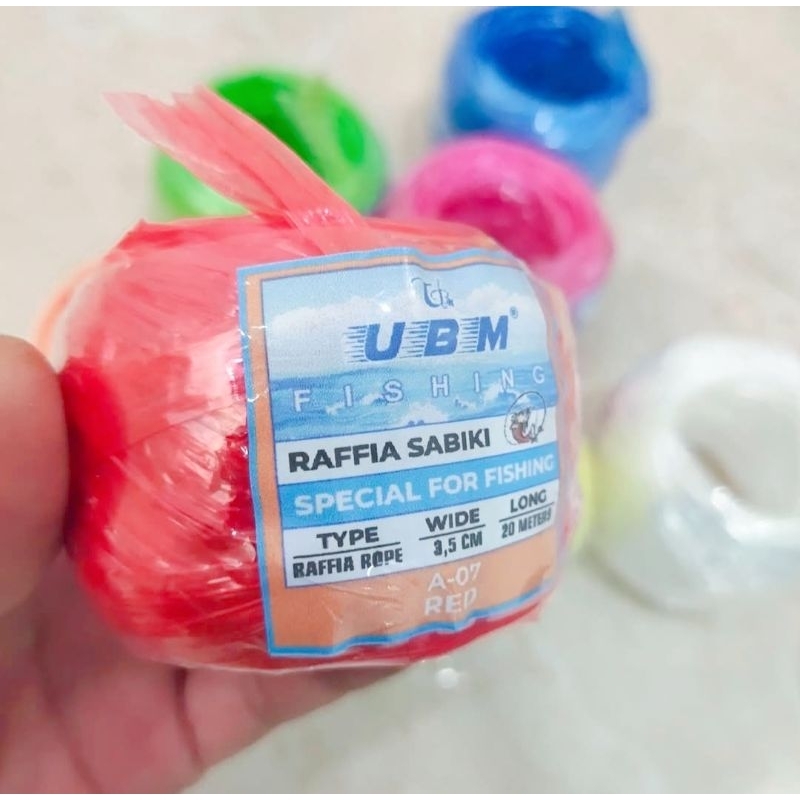 UBM®
FISHING
RAFFIA SABIKI
SPECIAL FOR FISHING
TYPE WIDE LONG
RAFFIA ROPE 3,5 CM 20 METERS
A-07
RED